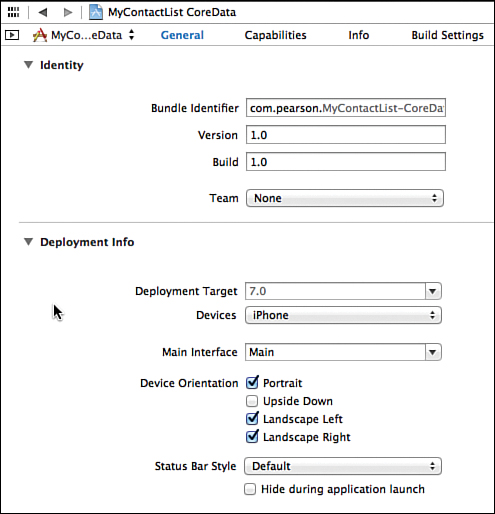 MyContactList CoreData
MyCo...eData General Capabilities Info Build Settings
Identity
Bundle Identifier com.pearson.MyContactList-CoreDat
Version 1.0
Build 1.0
Team None
Deployment Info
Deployment Target 7.0
Devices iPhone
Main Interface Main
Device Orientation Portrait
Upside Down
Landscape Left
Landscape Right
Status Bar Style Default
Hide during application launch